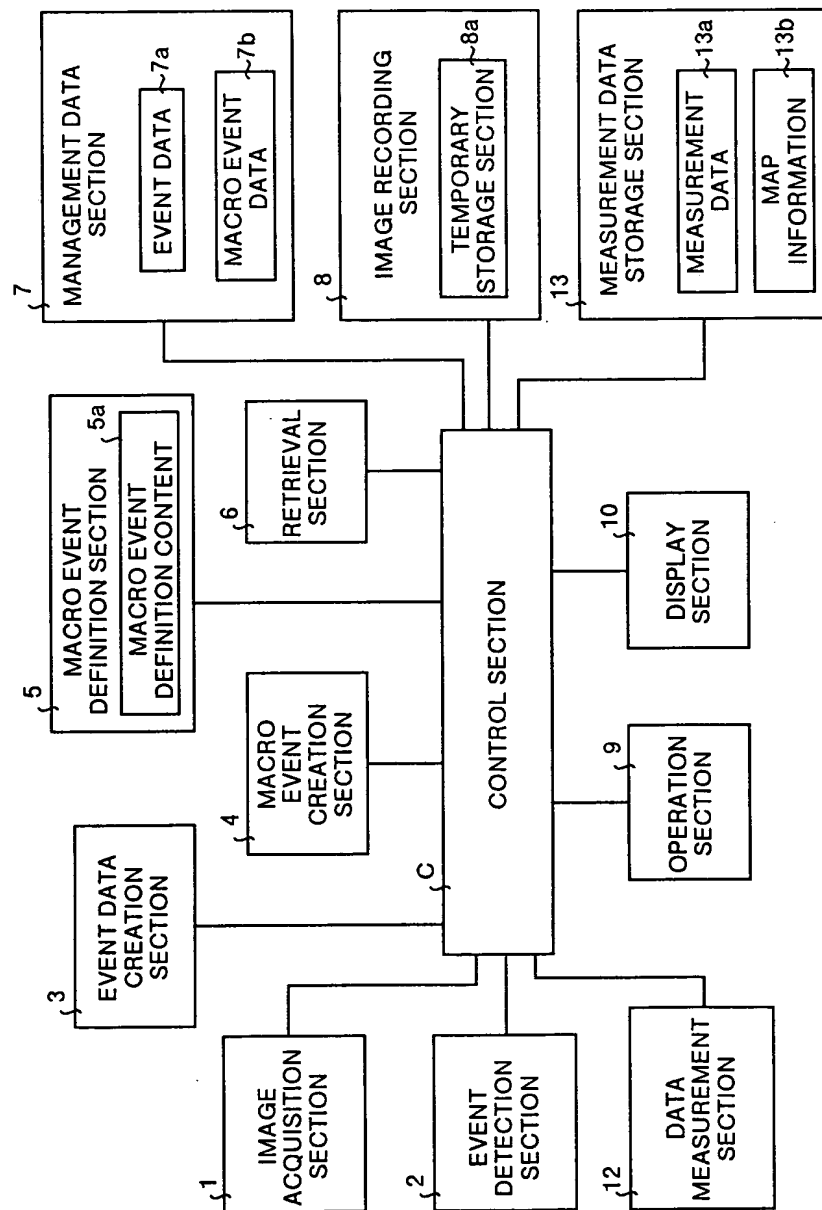 1
IMAGE
ACQUISITION
SECTION
2
EVENT
DETECTION
SECTION
12
DATA
MEASUREMENT
SECTION
3
EVENT DATA
CREATION
SECTION
4
MACRO
EVENT
CREATION
SECTION
5
MACRO EVENT
DEFINITION SECTION
5a
MACRO EVENT
DEFINITION CONTENT
6
RETRIEVAL
SECTION
C
CONTROL SECTION
9
OPERATION
SECTION
10
DISPLAY
SECTION
7
MANAGEMENT DATA
SECTION
EVENT DATA
7a
MACRO EVENT
DATA
7b
8
IMAGE RECORDING
SECTION
TEMPORARY
STORAGE SECTION
8a
13
MEASUREMENT DATA
STORAGE SECTION
MEASUREMENT
DATA
13a
MAP
INFORMATION
13b